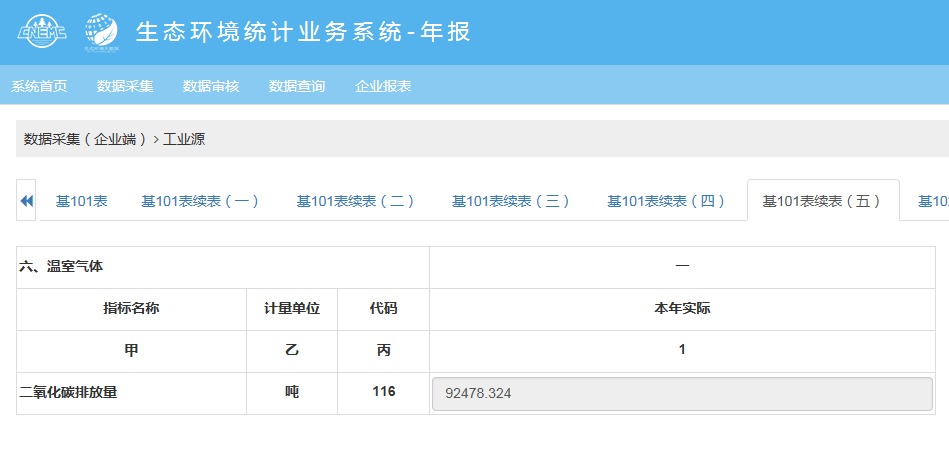 CNEMC
生态环境统计业务系统-年报
系统首页 数据采集 数据审核 数据查询 企业报表
数据采集（企业端）> 工业源
基101表 基101表续表（一） 基101表续表（二） 基101表续表（三） 基101表续表（四） 基101表续表（五） 基10
六、温室气体 —
指标名称 计量单位 代码 本年实际
甲 乙 丙 1
二氧化碳排放量 吨 116 92478.324